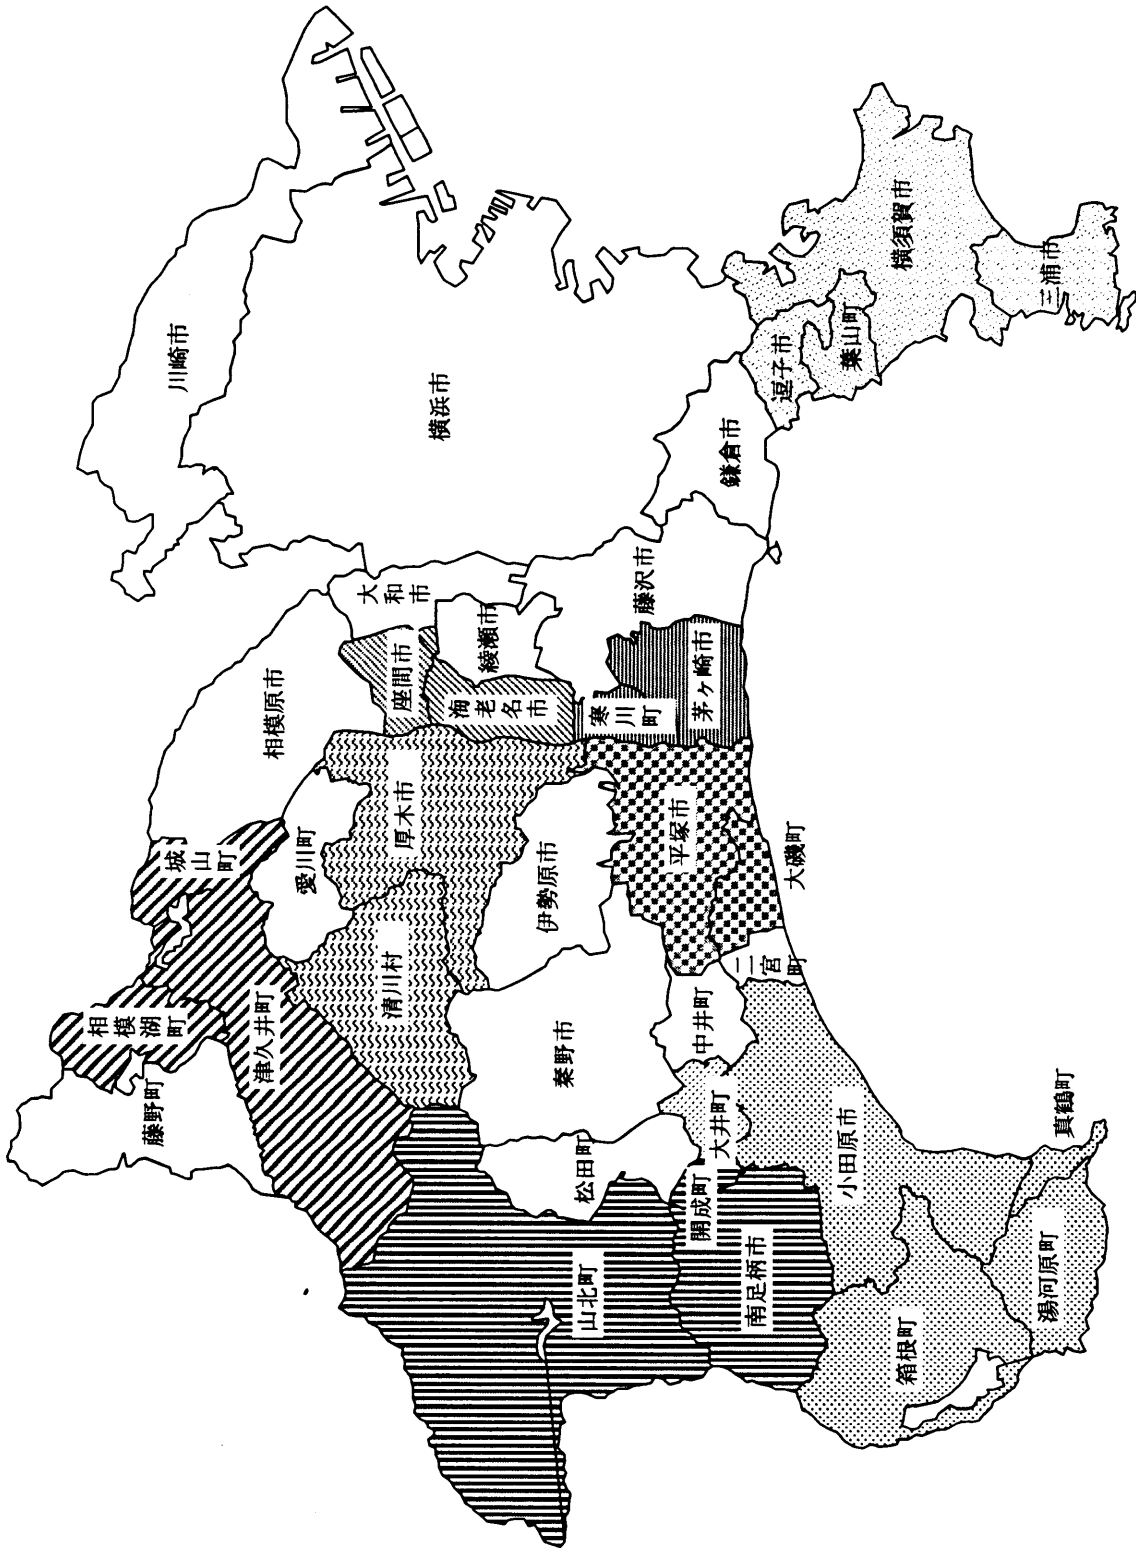 川崎市
横浜市
横須賀市
三浦市
葉山町
逗子市
鎌倉市
藤沢市
大和市
綾瀬市
座間市
海老名市
寒川町
茅ヶ崎市
相模原市
城山町
愛川町
厚木市
伊勢原市
平塚市
大磯町
二宮町
清川村
津久井町
相模湖町
藤野町
秦野市
中井町
大井町
松田町
開成町
小田原市
真鶴町
湯河原町
箱根町
南足柄市
山北町